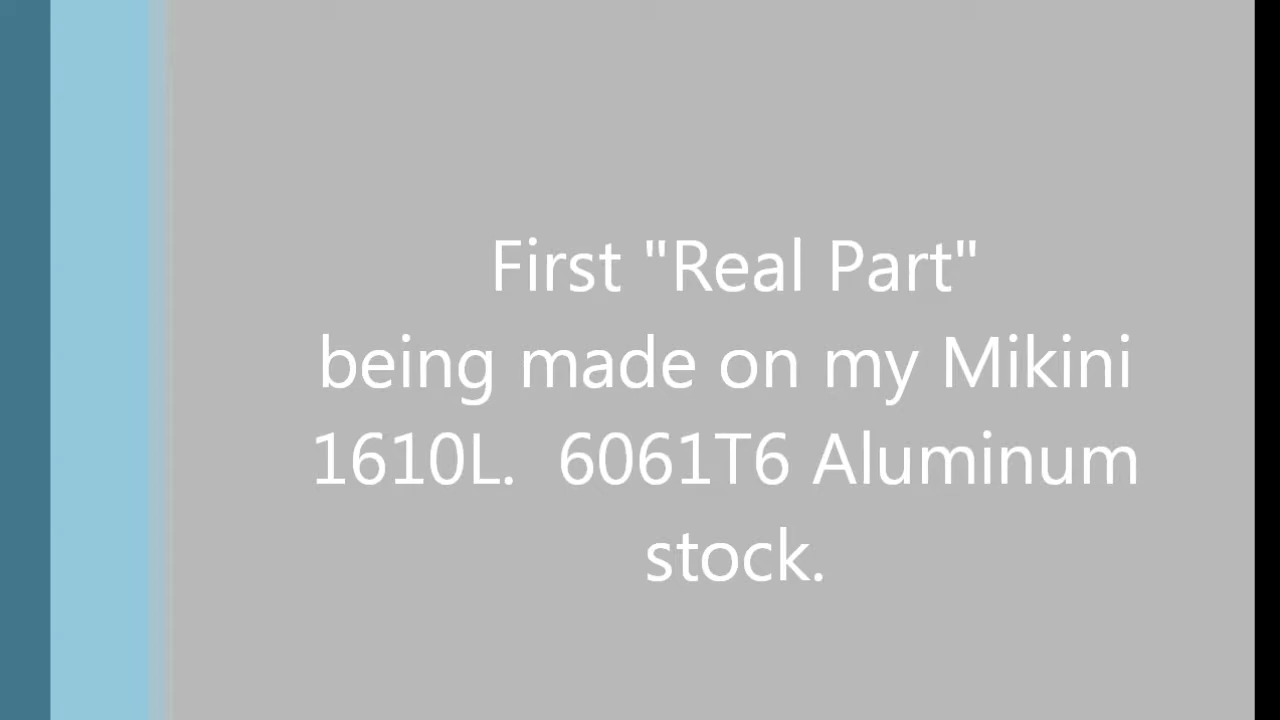 First "Real Part"
being made on my Mikini
1610L.  6061T6 Aluminum
stock.